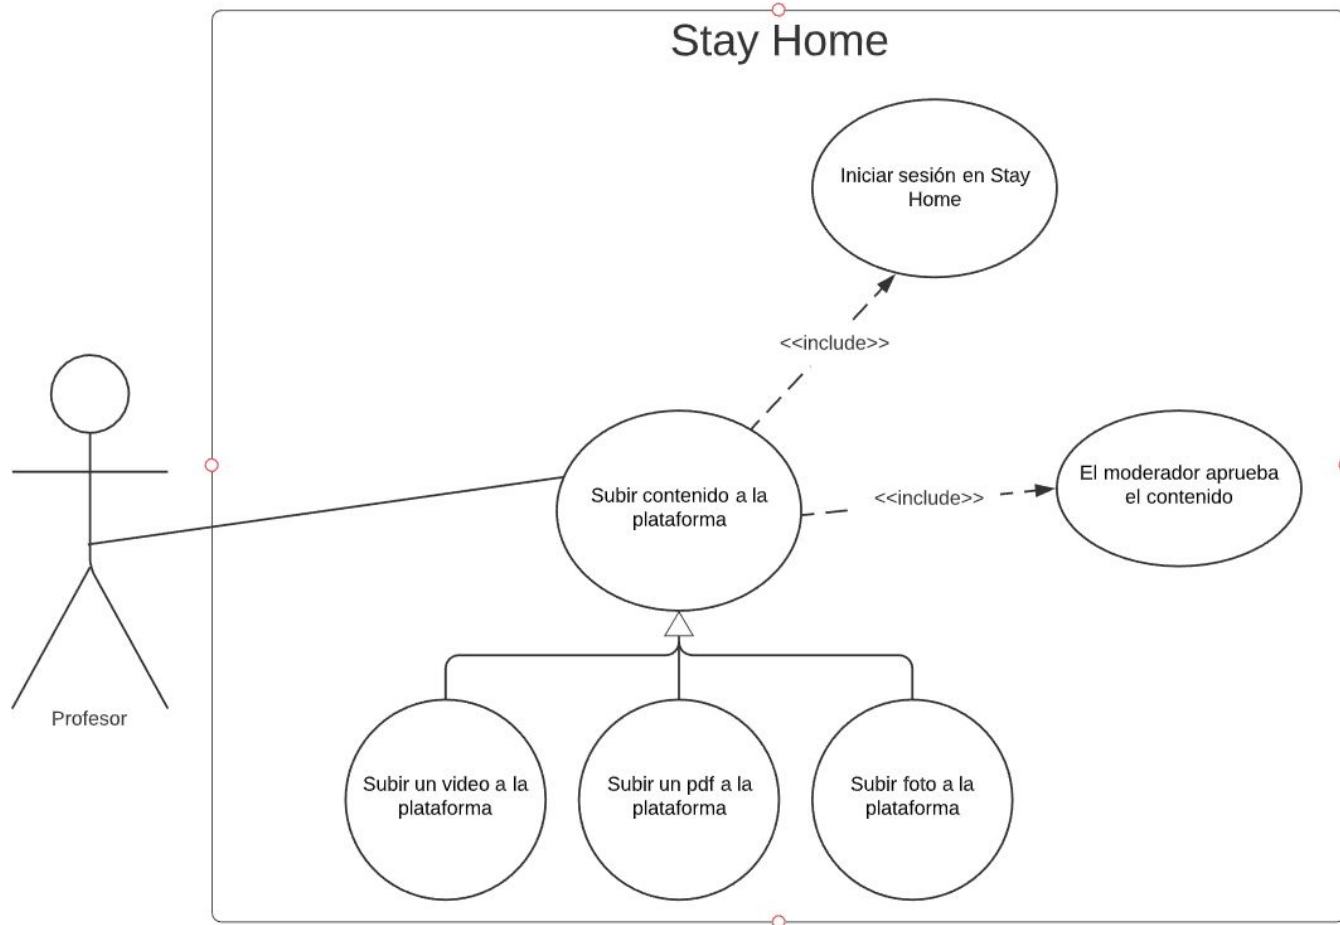 Stay Home
Iniciar sesión en Stay
Home
<<include>>
El moderador aprueba
el contenido
<<include>>
Subir contenido a la
plataforma
Profesor
Subir un video a la
plataforma
Subir un pdf a la
plataforma
Subir foto a la
plataforma